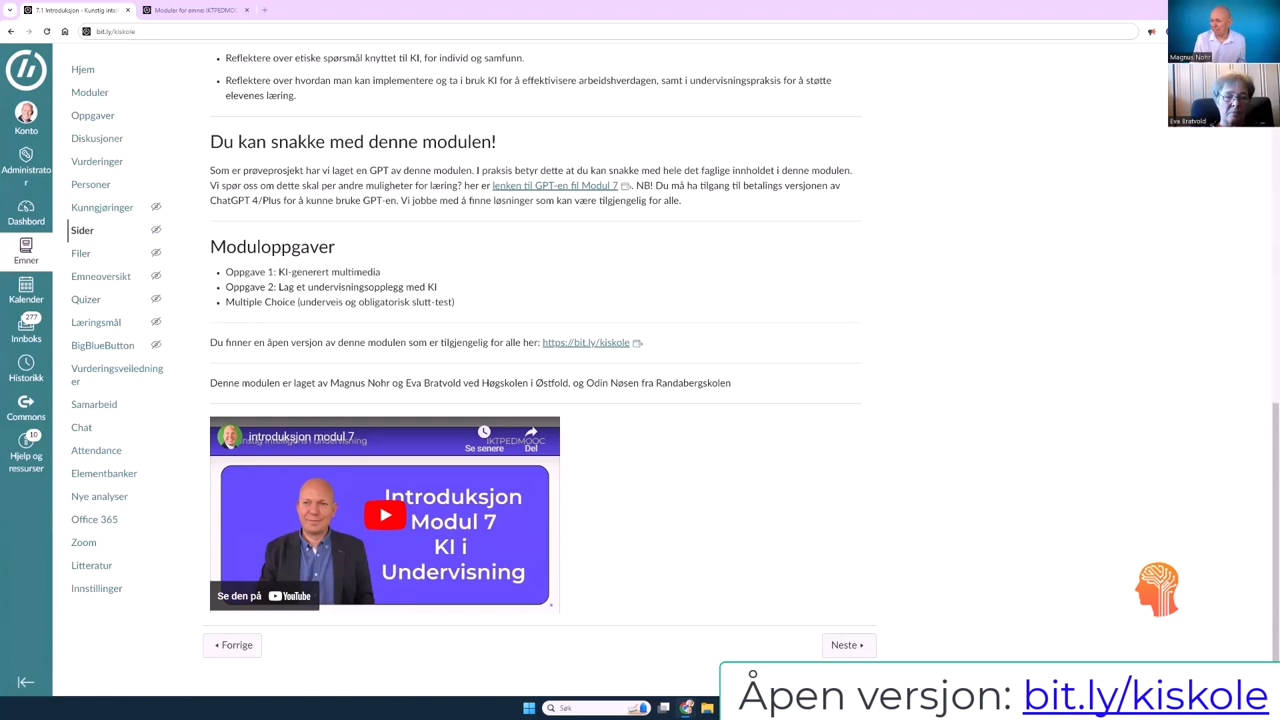 7.1 Introduksjon - Kunstig inte
Moduler for emne: IKTPEDMOC
bit.ly/kiskole
Magnus Nohr
Eva Bratvold
Konto
Administrato
r
Dashbord
Emner
Kalender
277
Innboks
Historikk
Commons
10
Hjelp og
ressurser
Hjem
Moduler
Oppgaver
Diskusjoner
Vurderinger
Personer
Kunngjøringer
Sider
Filer
Emneoversikt
Quizer
Læringsmål
BigBlueButton
Vurderingsveiledning
er
Samarbeid
Chat
Attendance
Elementbanker
Nye analyser
Office 365
Zoom
Litteratur
Innstillinger
• Reflektere over etiske spørsmål knyttet til KI, for individ og samfunn.
• Reflektere over hvordan man kan implementere og ta i bruk KI for å effektivisere arbeidshverdagen, samt i undervisningspraksis for å støtte
elevenes læring.
Du kan snakke med denne modulen!
Som er prøveprosjekt har vi laget en GPT av denne modulen. I praksis betyr dette at du kan snakke med hele det faglige innholdet i denne modulen.
Vi spør oss om dette skal per andre muligheter for læring? her er lenken til GPT-en fil Modul 7. NB! Du må ha tilgang til betalings versjonen av
ChatGPT 4/Plus for å kunne bruke GPT-en. Vi jobbe med å finne løsninger som kan være tilgjengelig for alle.
Moduloppgaver
• Oppgave 1: KI-generert multimedia
• Oppgave 2: Lag et undervisningsopplegg med KI
• Multiple Choice (underveis og obligatorisk slutt-test)
Du finner en åpen versjon av denne modulen som er tilgjengelig for alle her: https://bit.ly/kiskole
Denne modulen er laget av Magnus Nohr og Eva Bratvold ved Høgskolen i Østfold, og Odin Nøsen fra Randabergskolen
introduksjon modul 7
Se senere
Del
IKTPEDMOOC
Introduksjon
Modul 7
KI i
Undervisning
Se den på YouTube
Forrige
Neste
Søk
Åpen versjon: bit.ly/kiskole